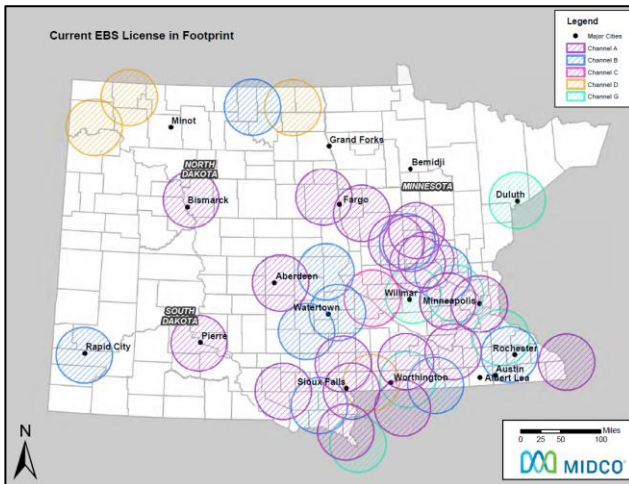 Current EBS License in Footprint
Legend
Major Cities
Channel A
Channel B
Channel C
Channel D
Channel G
Minot
Grand Forks
Bemidji
NORTH
DAKOTA
MINNESOTA
Bismarck
Fargo
Duluth
Aberdeen
Willmar
Minneapolis
Watertown
SOUTH
DAKOTA
Pierre
Rapid City
Rochester
Sioux Falls
Worthington
Austin
Albert Lea
N
Miles
0 25 50 100
MIDCO